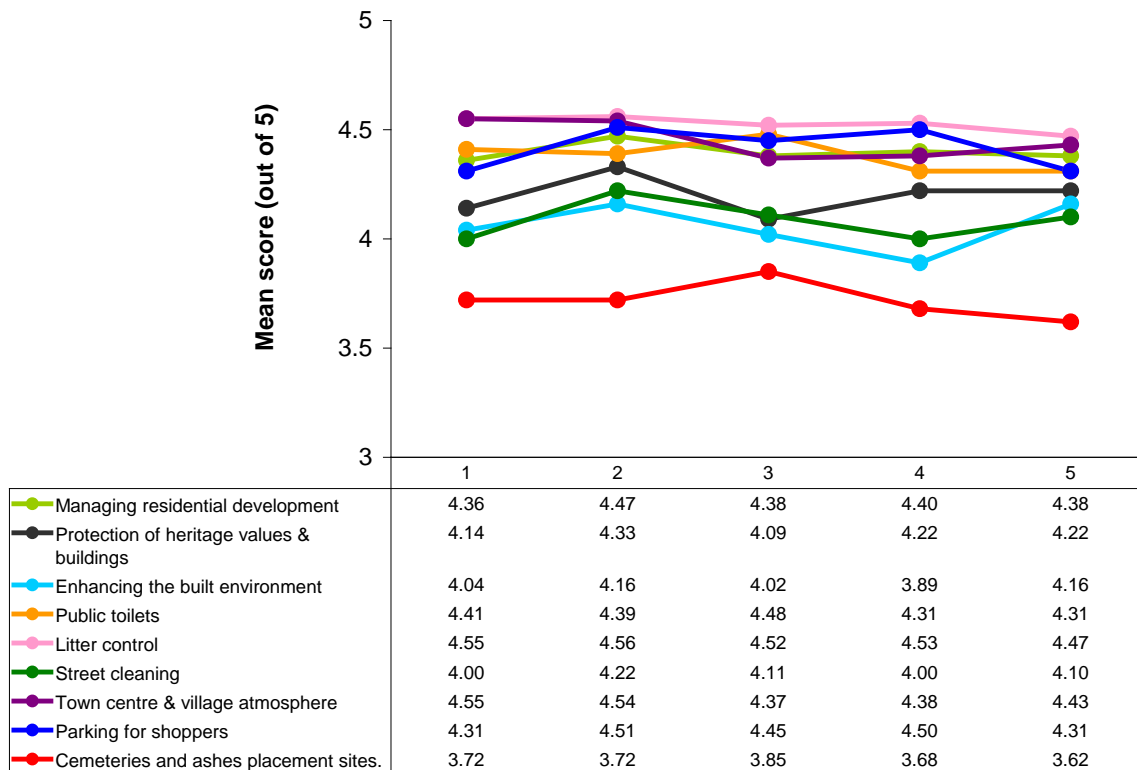 5
4.5
4
3.5
3
Mean score (out of 5)
1 2 3 4 5
Managing residential development 4.36 4.47 4.38 4.40 4.38
Protection of heritage values & 4.14 4.33 4.09 4.22 4.22
buildings
Enhancing the built environment 4.04 4.16 4.02 3.89 4.16
Public toilets 4.41 4.39 4.48 4.31 4.31
Litter control 4.55 4.56 4.52 4.53 4.47
Street cleaning 4.00 4.22 4.11 4.00 4.10
Town centre & village atmosphere 4.55 4.54 4.37 4.38 4.43
Parking for shoppers 4.31 4.51 4.45 4.50 4.31
Cemeteries and ashes placement sites. 3.72 3.72 3.85 3.68 3.62